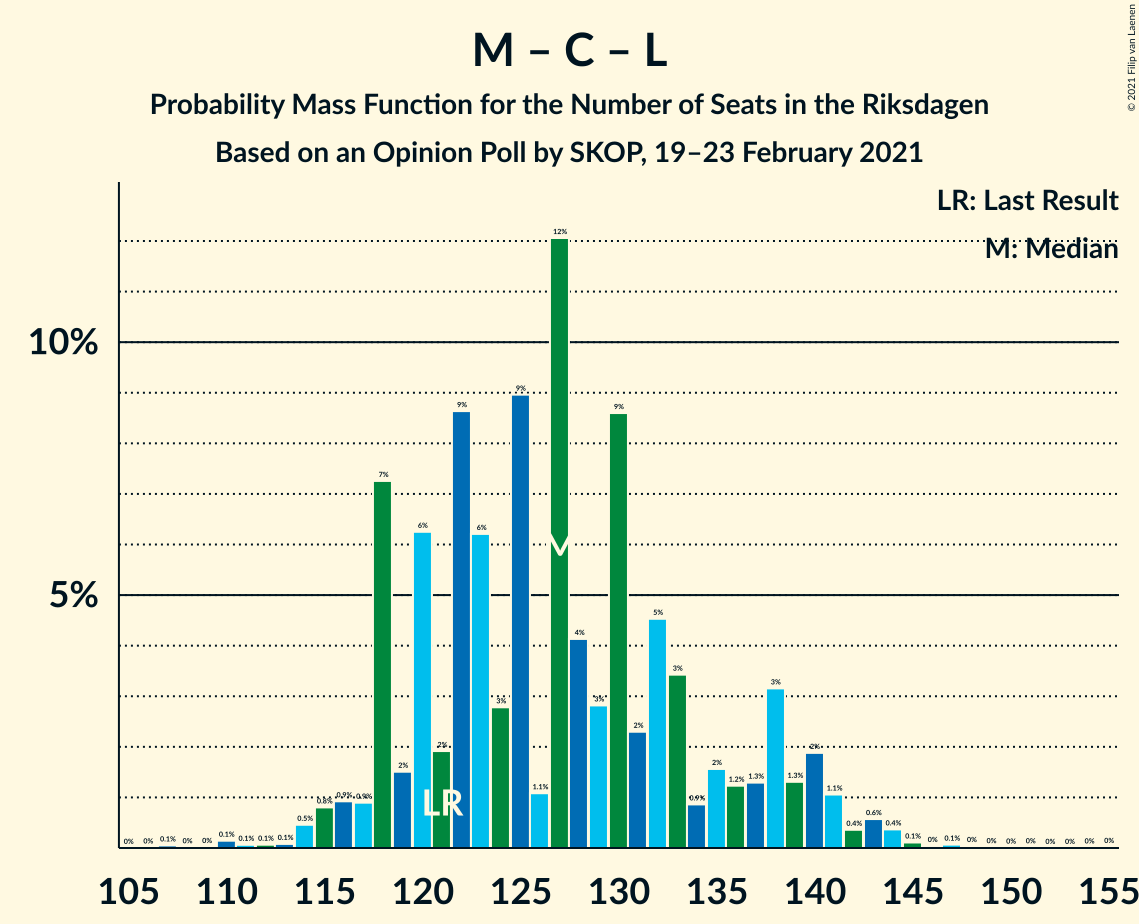 M – C – L
Probability Mass Function for the Number of Seats in the Riksdagen
Based on an Opinion Poll by SKOP, 19–23 February 2021
© 2021 Filip van Laenen
LR: Last Result
M: Median
10%
5%
0% 0% 0.1% 0% 0% 0.1% 0.1% 0.1% 0.1% 0.5% 0.8% 0.9% 0.9% 7% 2% 6% 2% 9% 6% 3% 9% 1.1% 12% 4% 3% 9% 2% 5% 3% 0.9% 2% 1.2% 1.3% 3% 1.3% 2% 1.1% 0.4% 0.6% 0.4% 0.1% 0% 0.1% 0% 0% 0% 0% 0% 0% 0% 0%
M
LR
105 110 115 120 125 130 135 140 145 150 155